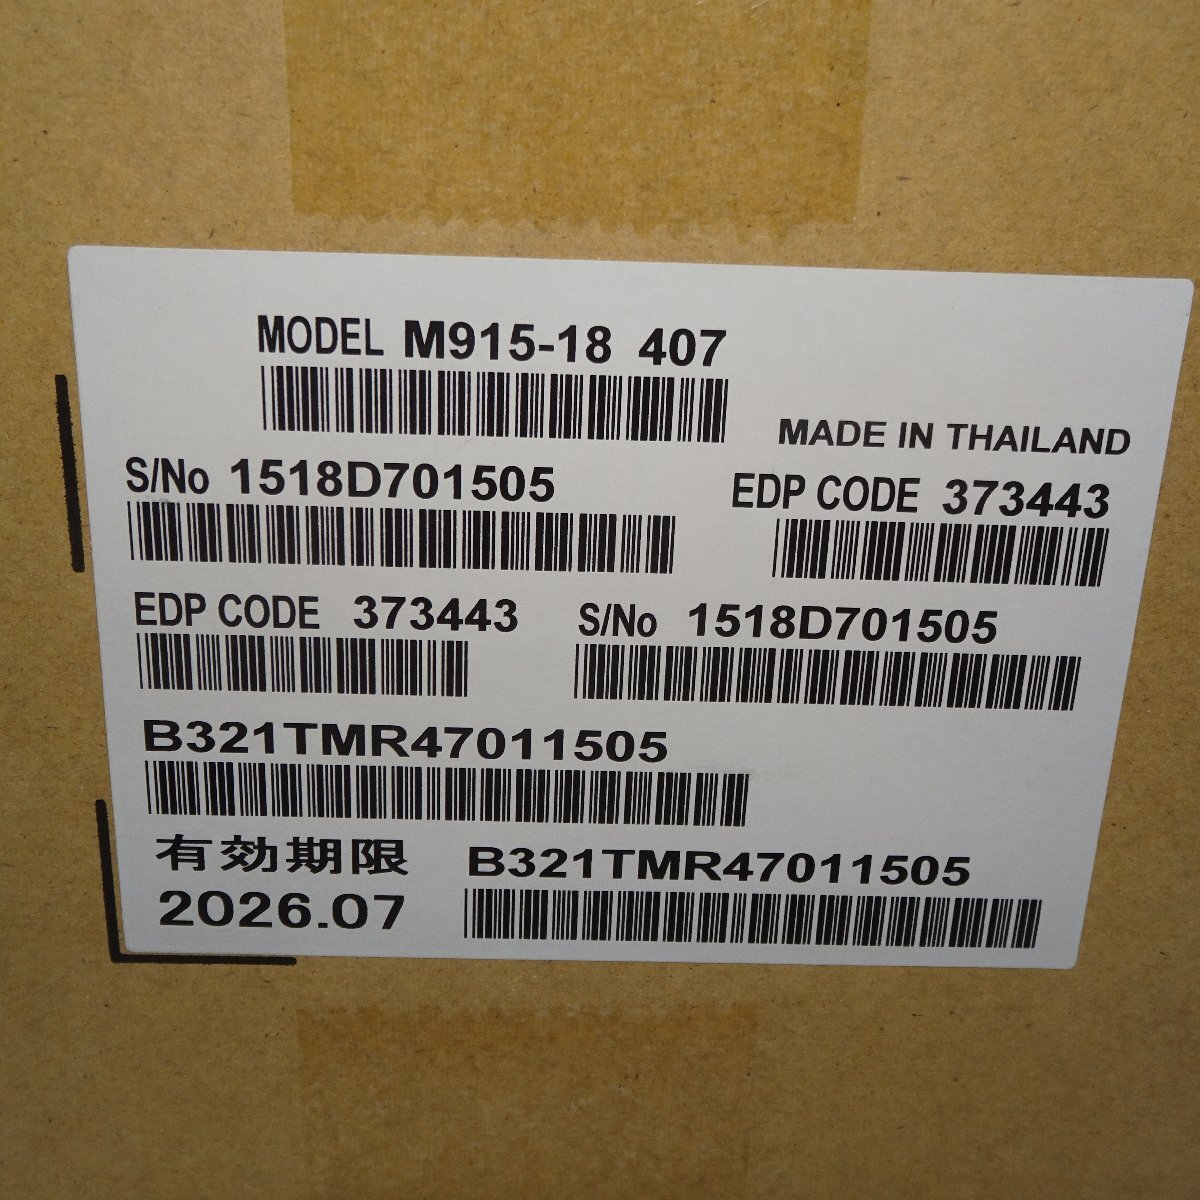 MODEL M915-18 407
MADE IN THAILAND
S/No 1518D701505
EDP CODE 373443
EDP CODE 373443
S/No 1518D701505
B321TMR47011505
有効期限
2026.07
B321TMR47011505